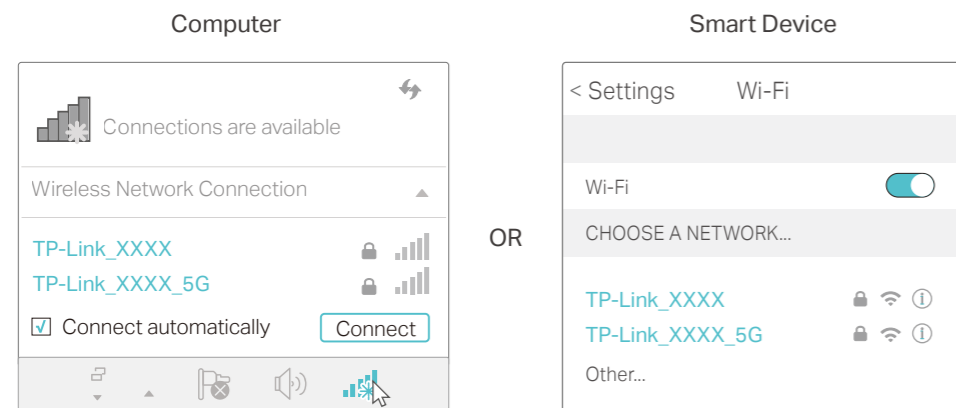 Computer
Connections are available
Wireless Network Connection
TP-Link_XXXX
TP-Link_XXXX_5G
Connect automatically
Connect
OR
Smart Device
< Settings Wi-Fi
Wi-Fi
CHOOSE A NETWORK...
TP-Link_XXXX
TP-Link_XXXX_5G
Other...